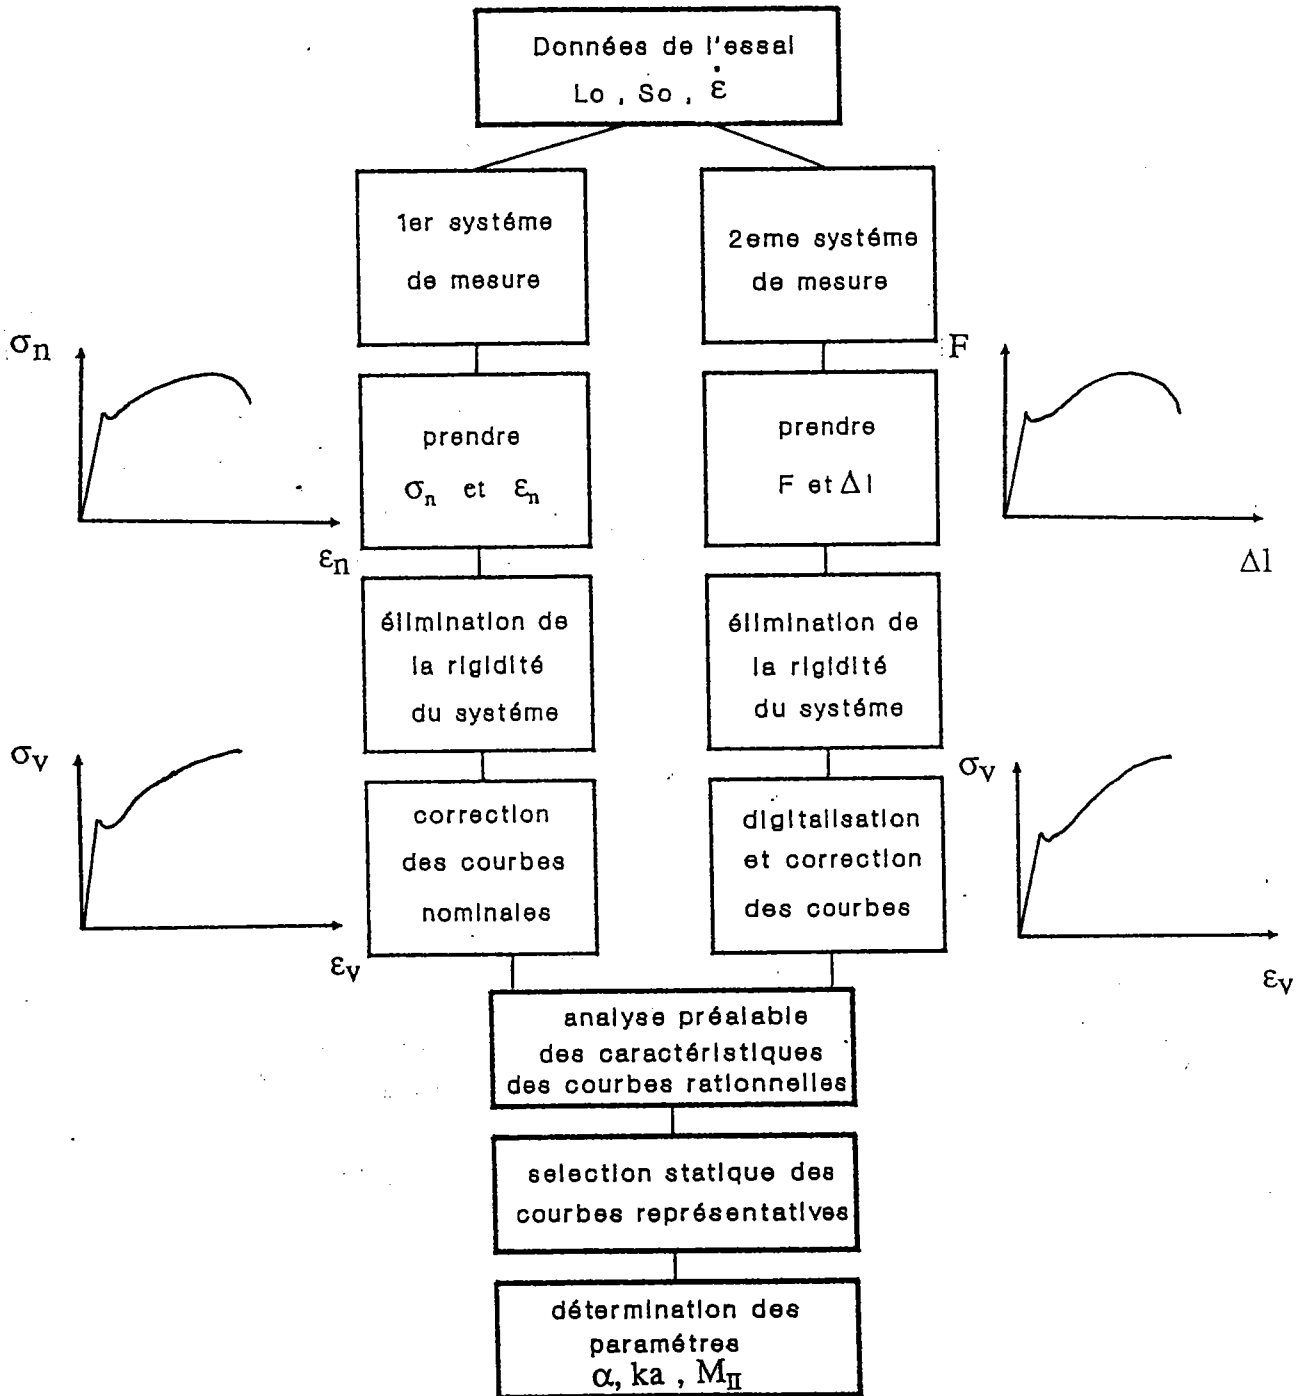 Données de l'essai
Lo , So , ε̇
1er systéme
de mesure
2eme systéme
de mesure
σn
εn
prendre
σn et εn
prendre
F et Δl
F
Δl
élimination de
la rigidité
du systéme
élimination de
la rigidité
du systéme
σv
εv
correction
des courbes
nominales
digitalisation
et correction
des courbes
σv
εv
analyse préalable
des caractéristiques
des courbes rationnelles
selection statique des
courbes représentatives
détermination des
paramétres
α, ka , MII